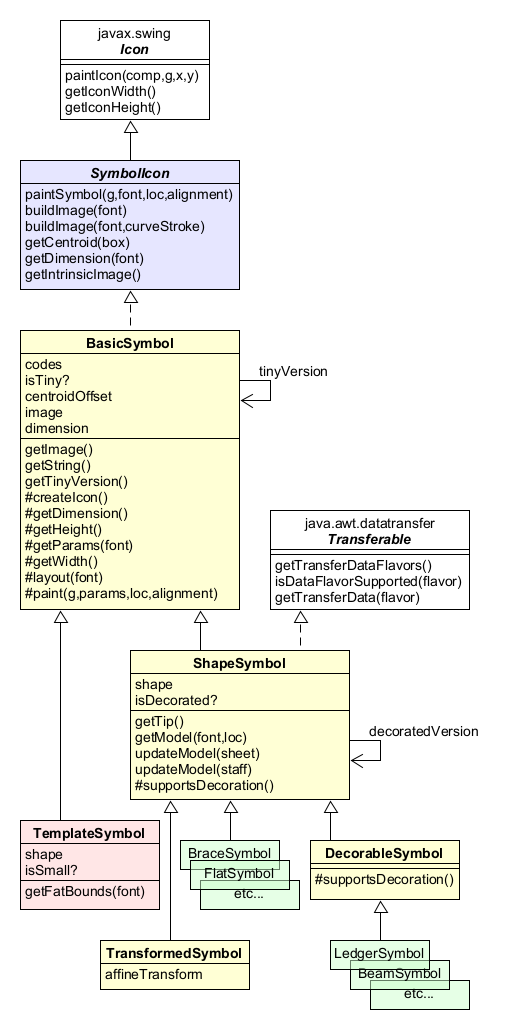 javax.swing
Icon
paintIcon(comp,g,x,y)
getIconWidth()
getIconHeight()
SymbolIcon
paintSymbol(g,font,loc,alignment)
buildImage(font)
buildImage(font,curveStroke)
getCentroid(box)
getDimension(font)
getIntrinsicImage()
BasicSymbol
codes
isTiny?
centroidOffset
image
dimension
tinyVersion
getImage()
getString()
getTinyVersion()
#createIcon()
#getDimension()
#getHeight()
#getParams(font)
#getWidth()
#layout(font)
#paint(g,params,loc,alignment)
java.awt.datatransfer
Transferable
getTransferDataFlavors()
isDataFlavorSupported(flavor)
getTransferData(flavor)
ShapeSymbol
shape
isDecorated?
getTip()
getModel(font,loc)
updateModel(sheet)
updateModel(staff)
#supportsDecoration()
decoratedVersion
TemplateSymbol
shape
isSmall?
getFatBounds(font)
BraceSymbol
FlatSymbol
etc...
DecorableSymbol
#supportsDecoration()
TransformedSymbol
affineTransform
LedgerSymbol
BeamSymbol
etc...